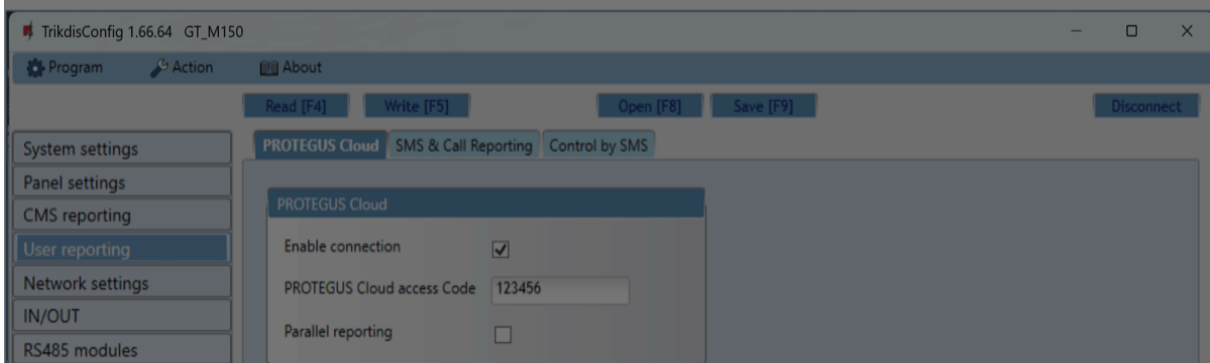 TrikdisConfig 1.66.64 GT_M150
Program Action About
Read [F4] Write [F5] Open [F8] Save [F9] Disconnect
System settings
Panel settings
CMS reporting
User reporting
Network settings
IN/OUT
RS485 modules
PROTEGUS Cloud SMS & Call Reporting Control by SMS
PROTEGUS Cloud
Enable connection
PROTEGUS Cloud access Code 123456
Parallel reporting